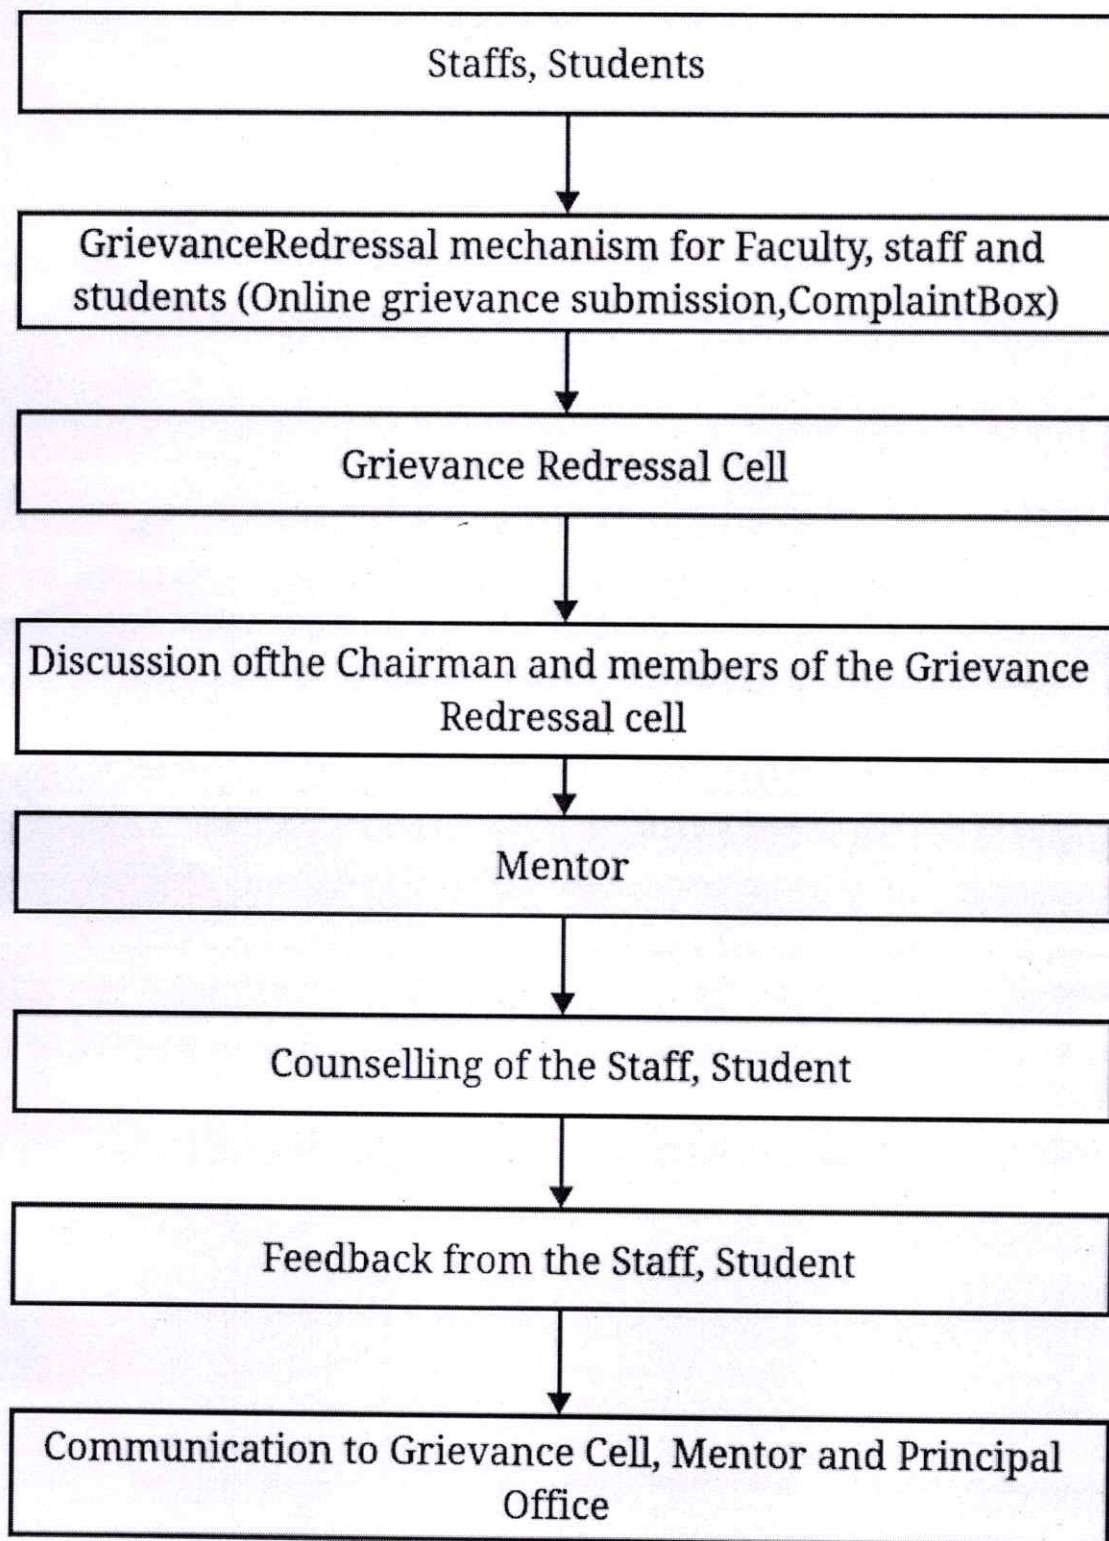 Staffs, Students
GrievanceRedressal mechanism for Faculty, staff and
students (Online grievance submission,ComplaintBox)
Grievance Redressal Cell
Discussion ofthe Chairman and members of the Grievance
Redressal cell
Mentor
Counselling of the Staff, Student
Feedback from the Staff, Student
Communication to Grievance Cell, Mentor and Principal
Office